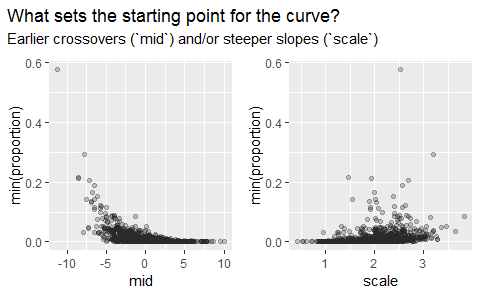 What sets the starting point for the curve?
Earlier crossovers (`mid`) and/or steeper slopes (`scale`)
min(proportion)
0.6
0.4
0.2
0.0
-10 -5 0 5 10
mid
min(proportion)
0.6
0.4
0.2
0.0
1 2 3
scale